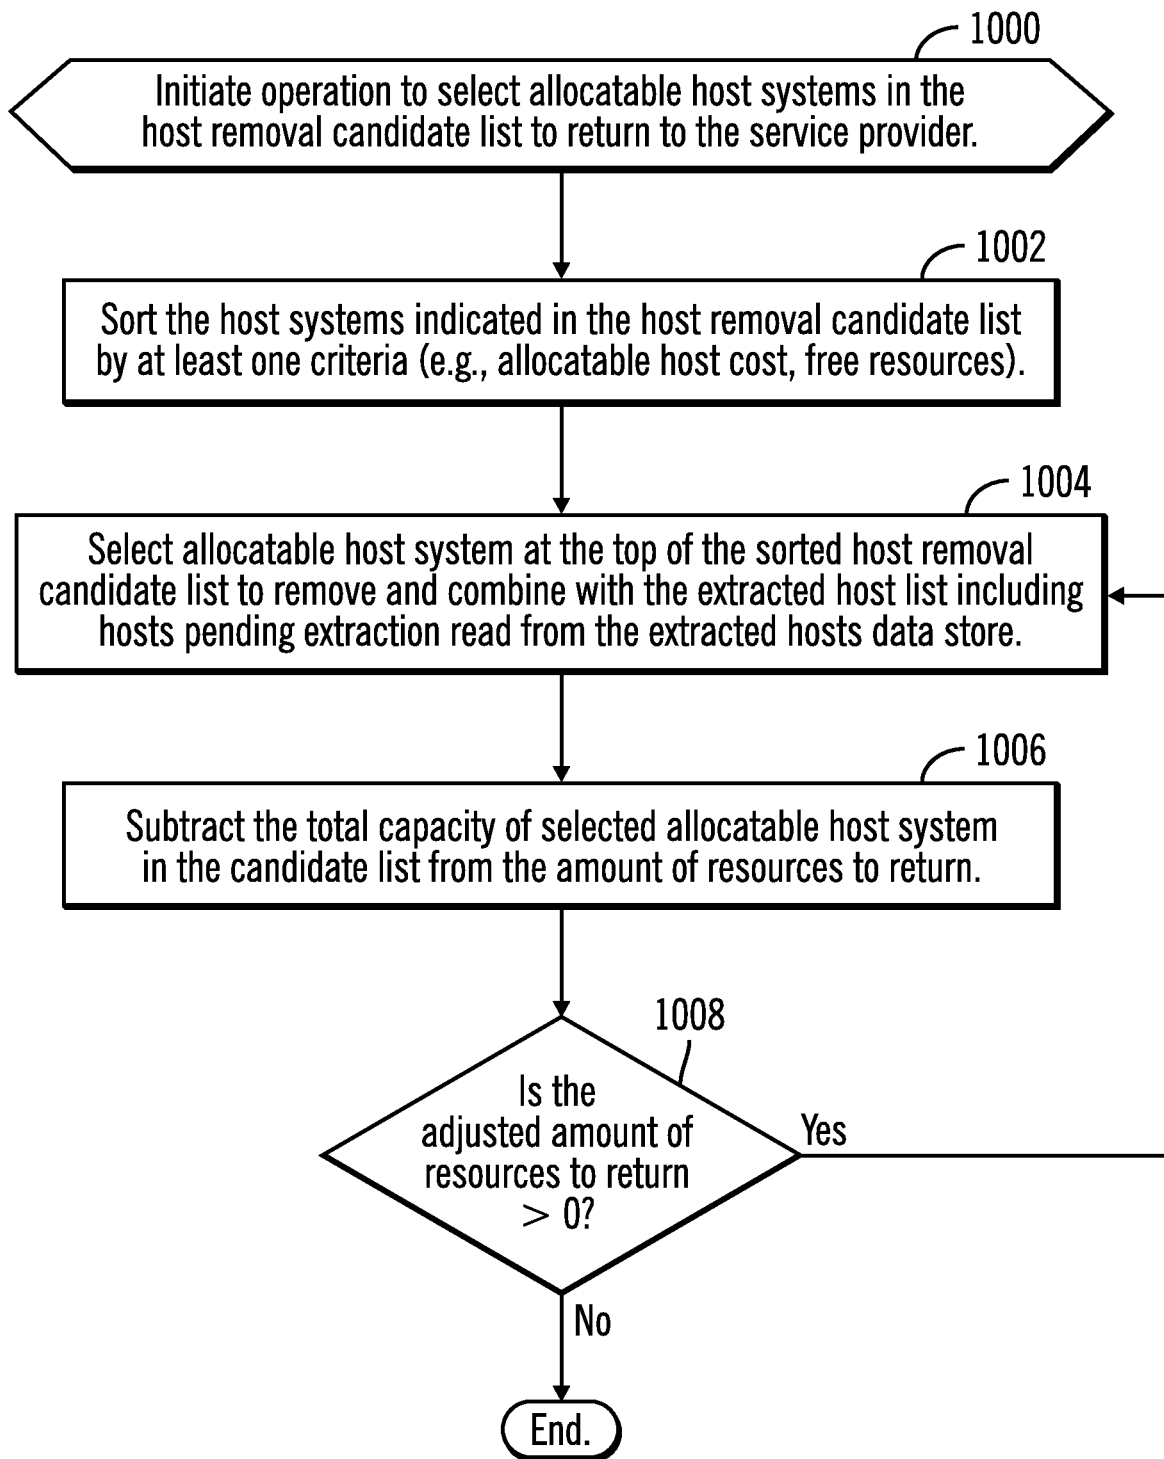 1000
Initiate operation to select allocatable host systems in the
host removal candidate list to return to the service provider.
1002
Sort the host systems indicated in the host removal candidate list
by at least one criteria (e.g., allocatable host cost, free resources).
1004
Select allocatable host system at the top of the sorted host removal
candidate list to remove and combine with the extracted host list including
hosts pending extraction read from the extracted hosts data store.
1006
Subtract the total capacity of selected allocatable host system
in the candidate list from the amount of resources to return.
1008
Is the
adjusted amount of
resources to return
> 0?
Yes
No
End.